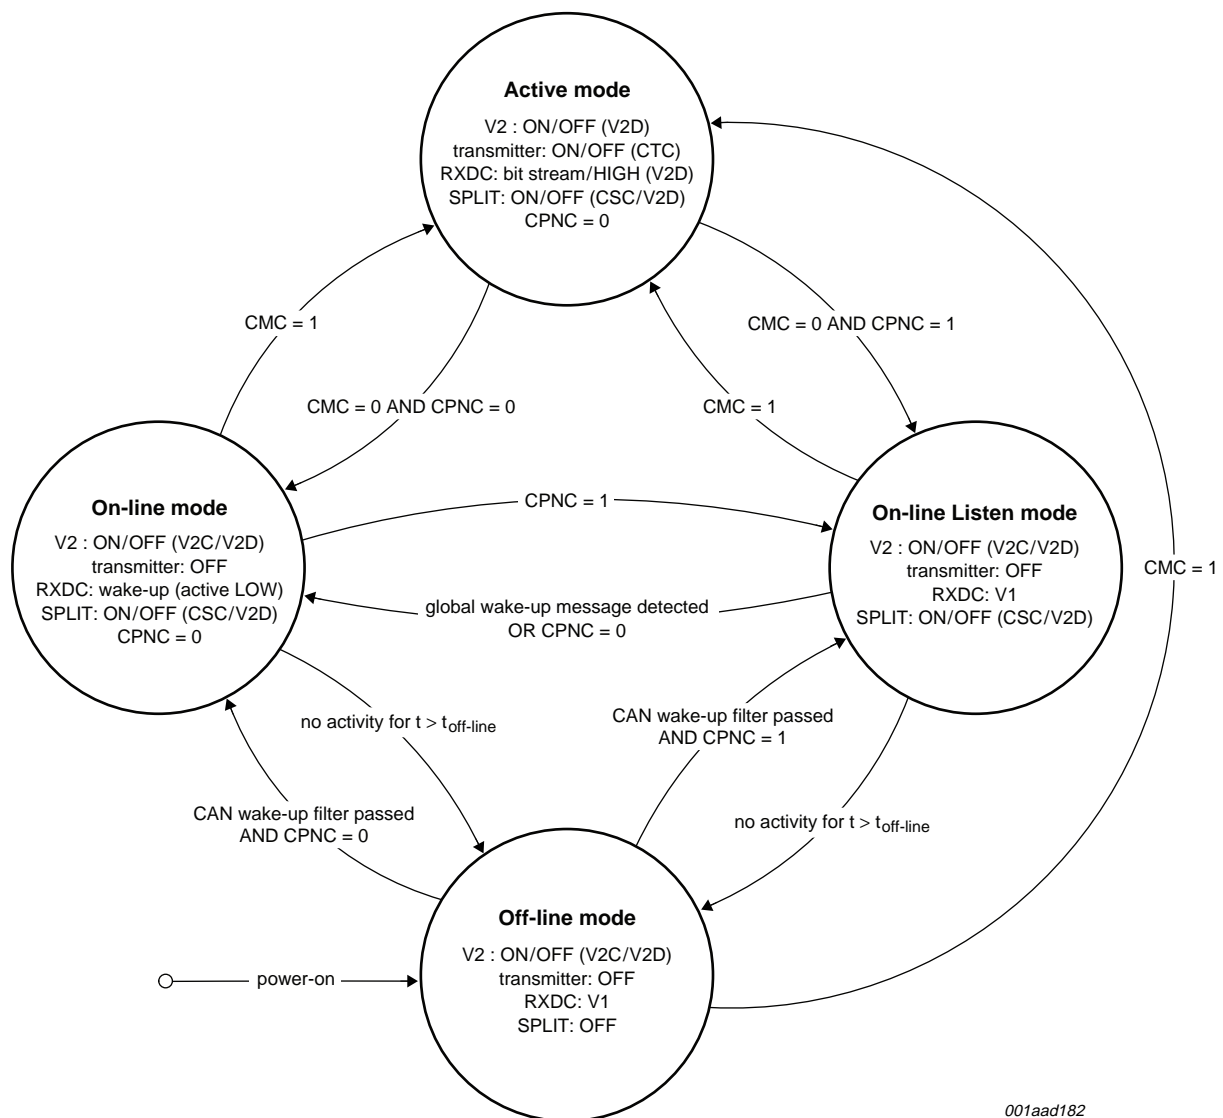 Active mode
V2 : ON/OFF (V2D)
transmitter: ON/OFF (CTC)
RXDC: bit stream/HIGH (V2D)
SPLIT: ON/OFF (CSC/V2D)
CPNC = 0
CMC = 1
CMC = 0 AND CPNC = 1
CMC = 0 AND CPNC = 0
CMC = 1
On-line mode
V2 : ON/OFF (V2C/V2D)
transmitter: OFF
RXDC: wake-up (active LOW)
SPLIT: ON/OFF (CSC/V2D)
CPNC = 0
CPNC = 1
global wake-up message detected
OR CPNC = 0
On-line Listen mode
V2 : ON/OFF (V2C/V2D)
transmitter: OFF
RXDC: V1
SPLIT: ON/OFF (CSC/V2D)
CMC = 1
no activity for t > toff-line
CAN wake-up filter passed
AND CPNC = 1
CAN wake-up filter passed
AND CPNC = 0
no activity for t > toff-line
Off-line mode
V2 : ON/OFF (V2C/V2D)
transmitter: OFF
RXDC: V1
SPLIT: OFF
power-on
001aad182